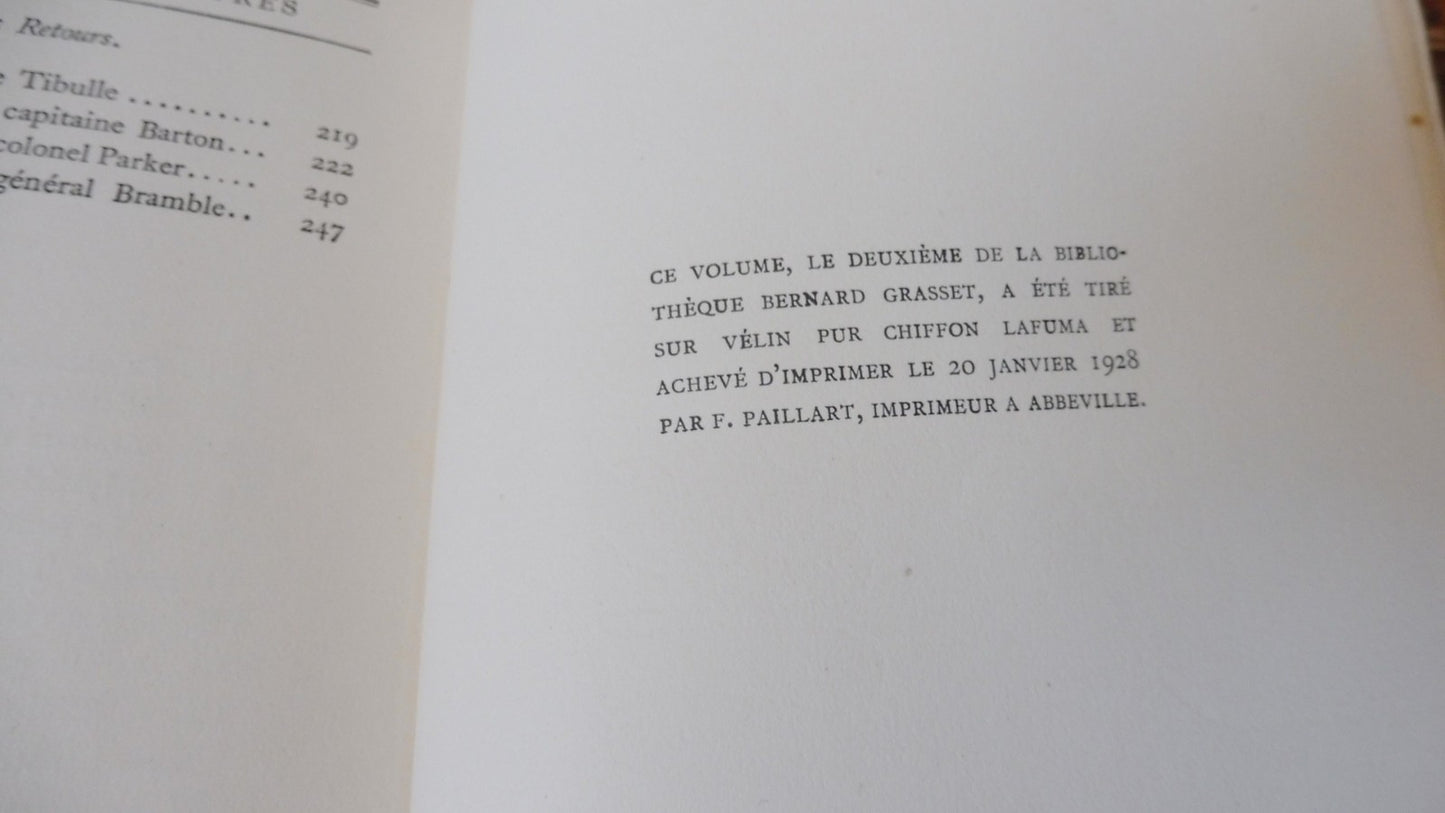 Retours.
Tibulle .......... 219
capitaine Barton... 222
colonel Parker..... 240
général Bramble.. 247
CE VOLUME, LE DEUXIÈME DE LA BIBLIO-
THÈQUE BERNARD GRASSET, A ÉTÉ TIRÉ
SUR VÉLIN PUR CHIFFON LAFUMA ET
ACHEVÉ D'IMPRIMER LE 20 JANVIER 1928
PAR F. PAILLART, IMPRIMEUR A ABBEVILLE.